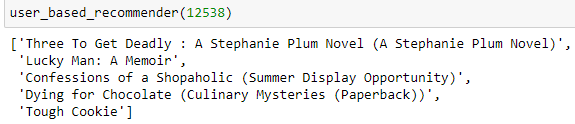 user_based_recommender(12538)
['Three To Get Deadly : A Stephanie Plum Novel (A Stephanie Plum Novel)',
'Lucky Man: A Memoir',
'Confessions of a Shopaholic (Summer Display Opportunity)',
'Dying for Chocolate (Culinary Mysteries (Paperback))',
'Tough Cookie']